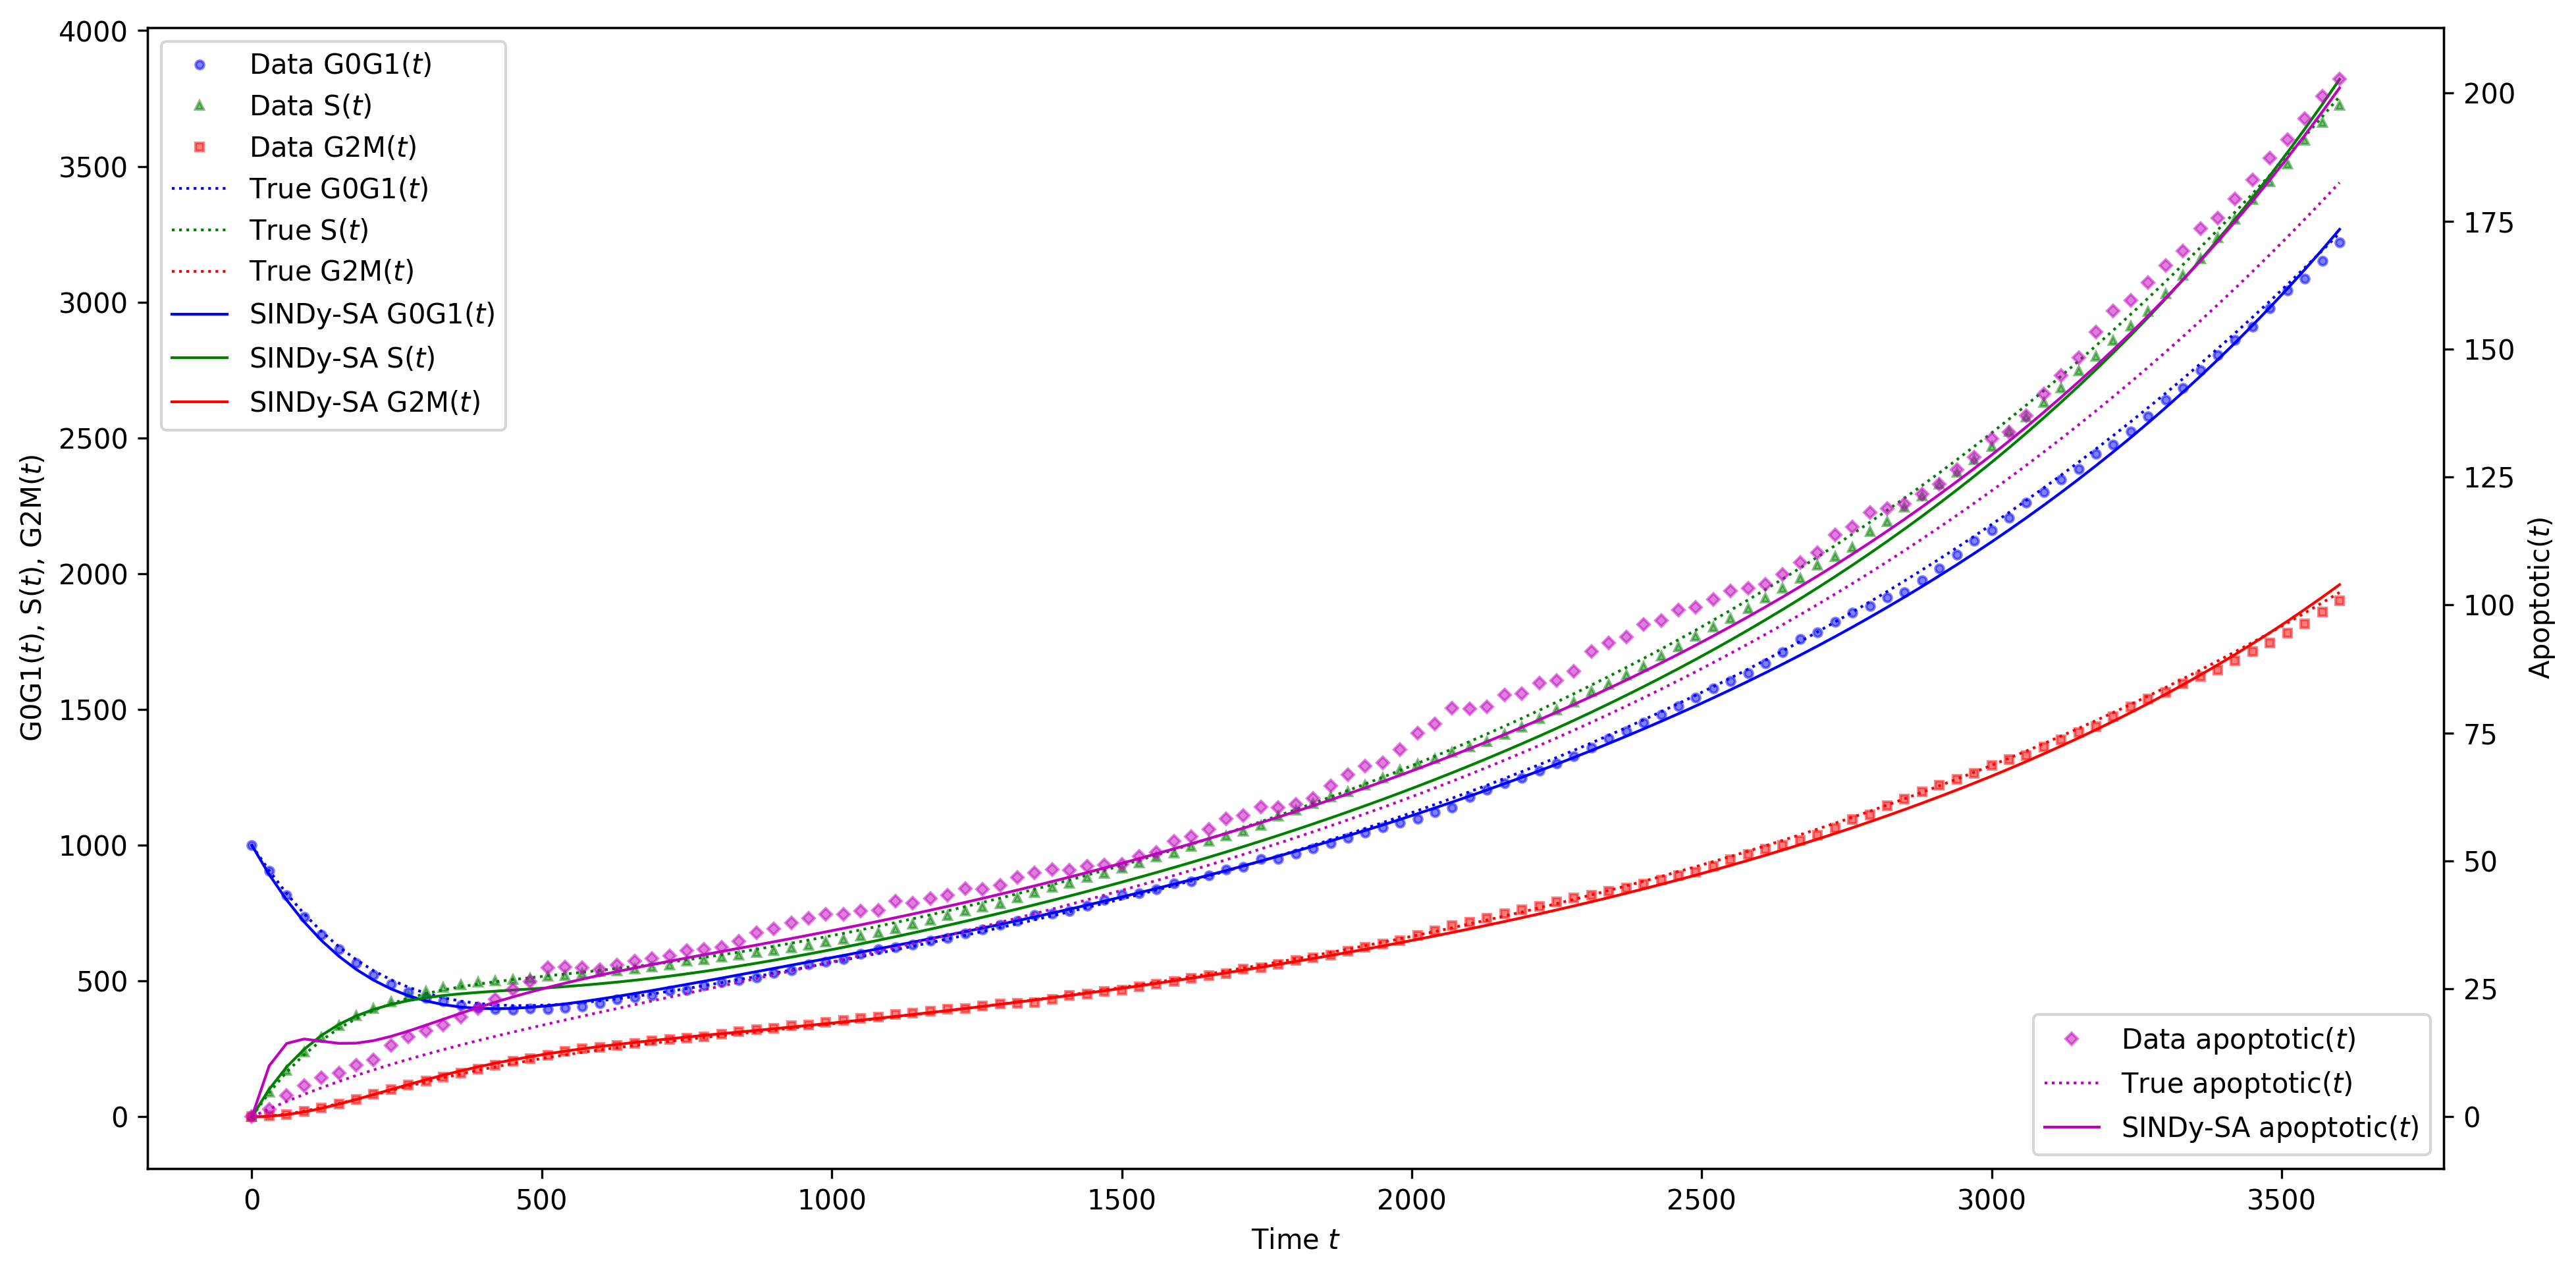 4000
3500
3000
2500
2000
1500
1000
500
0
G0G1(t), S(t), G2M(t)
Data G0G1(t)
Data S(t)
Data G2M(t)
True G0G1(t)
True S(t)
True G2M(t)
SINDy-SA G0G1(t)
SINDy-SA S(t)
SINDy-SA G2M(t)
200
175
150
125
100
75
50
25
0
Apoptotic(t)
Data apoptotic(t)
True apoptotic(t)
SINDy-SA apoptotic(t)
0 500 1000 1500 2000 2500 3000 3500
Time t